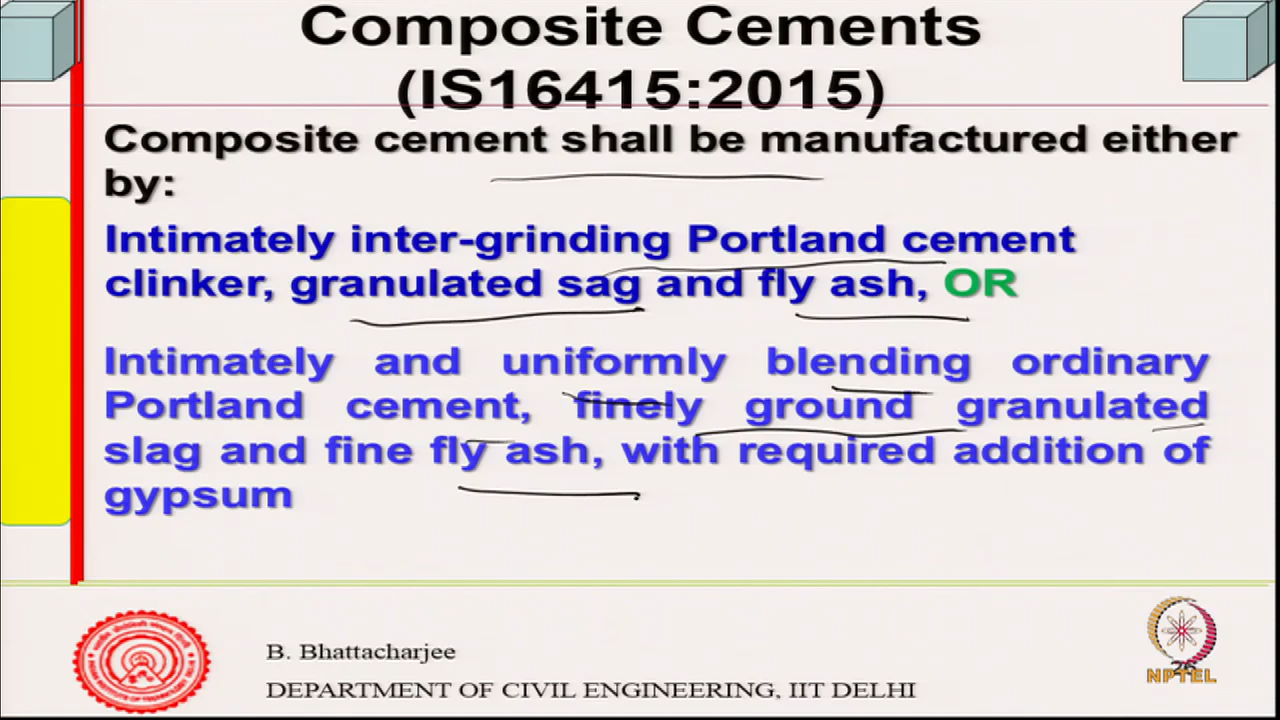 Composite Cements
(IS16415:2015)
Composite cement shall be manufactured either
by:
Intimately inter-grinding Portland cement
clinker, granulated sag and fly ash, OR
Intimately and uniformly blending ordinary
Portland cement, finely ground granulated
slag and fine fly ash, with required addition of
gypsum
B. Bhattacharjee
DEPARTMENT OF CIVIL ENGINEERING, IIT DELHI
26
NPTEL